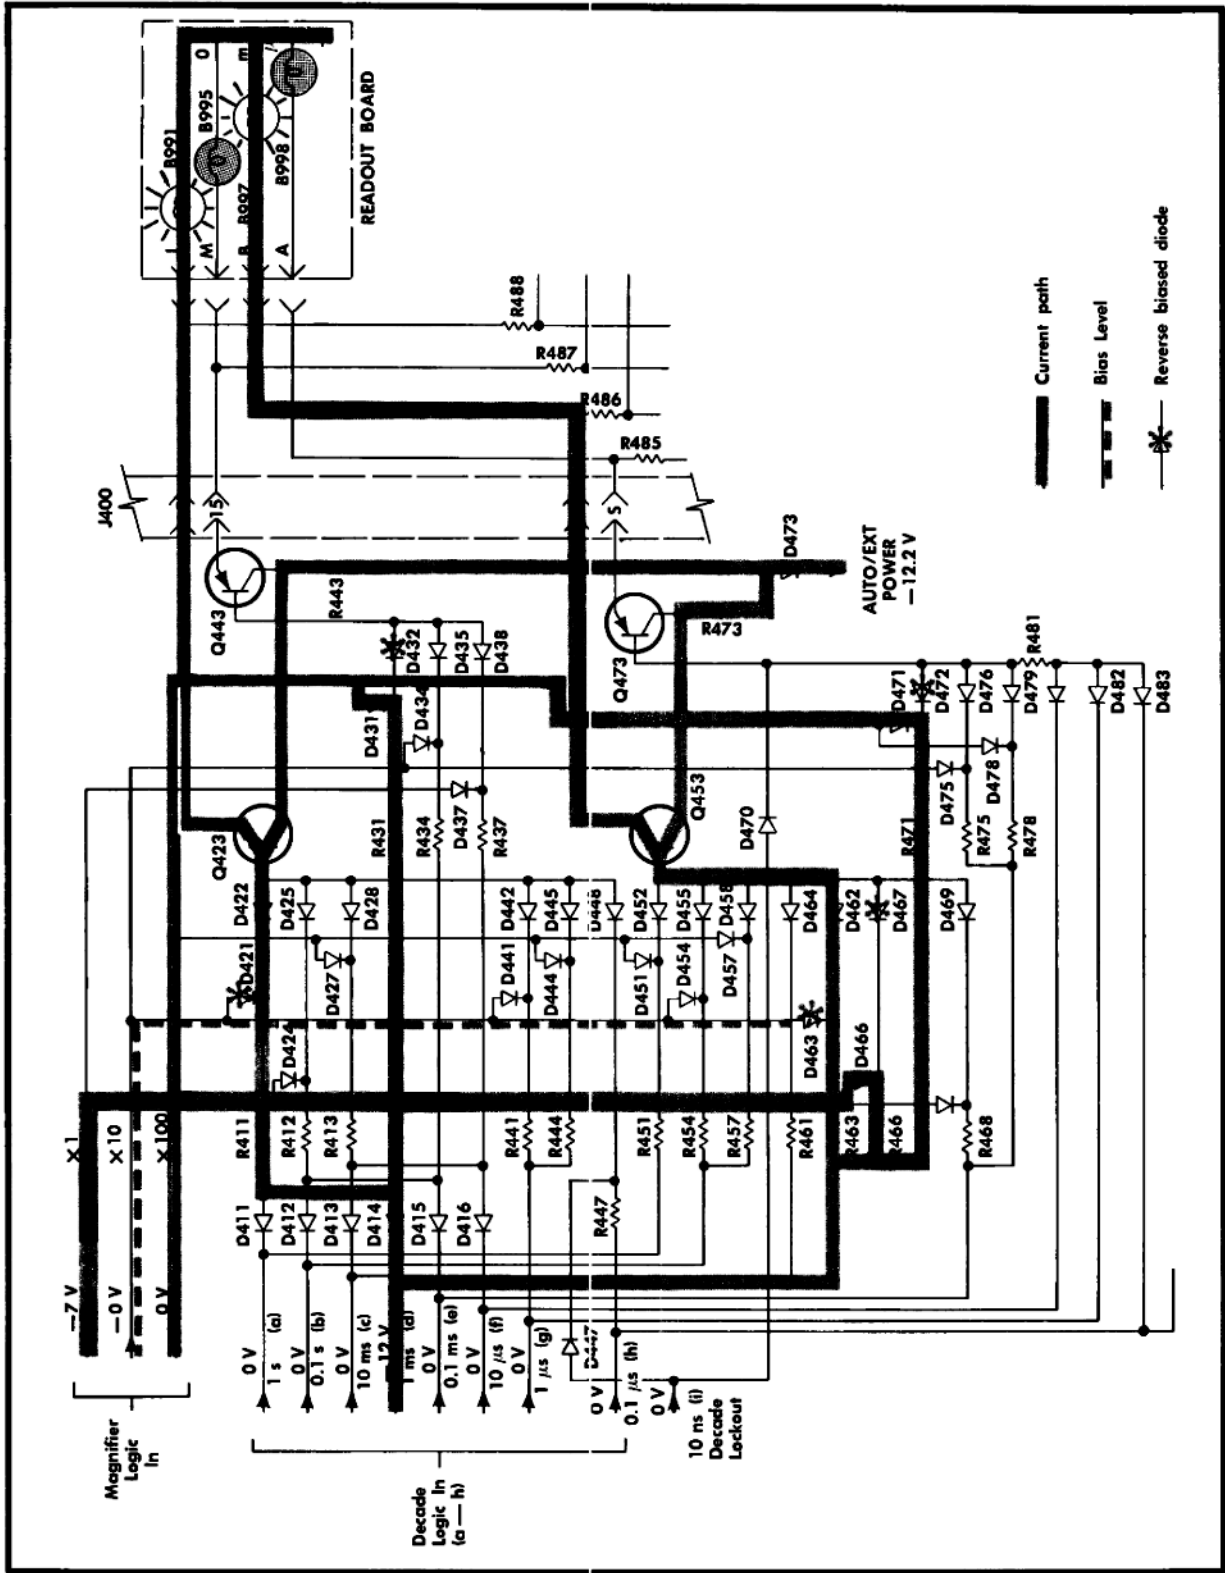 Magnifier
Logic
In
—7 V
X1
—0 V
X10
0 V
X100
Decade
Logic In
(a — h)
0 V
1 s (a)
0 V
0.1 s (b)
0 V
10 ms (c)
—12 V
1 ms (d)
0 V
0.1 ms (e)
0 V
10 μs (f)
0 V
1 μs (g)
0 V
0.1 μs (h)
0 V
10 ns (i)
Decade
Lockout
D411
D412
D413
D414
D415
D416
D447
R447
R411
R412
R413
R441
R444
R451
R454
R457
R461
R463
R466
R468
D424
D421
D427
D441
D444
D451
D454
D457
D463
D466
D422
D425
D428
D442
D445
D448
D452
D455
D458
D464
D462
D467
D469
Q423
R431
R434
D437
R437
Q453
D470
R471
D475
R475
D478
R478
D431
D434
D432
D435
D438
Q443
R443
Q473
R473
D471
D472
D476
D479
R481
D482
D483
D473
AUTO/EXT
POWER
—12.2 V
J400
15
5
R485
R486
R487
R488
L
M
B
A
B991
B995
B997
B998
0
m
READOUT BOARD
Current path
Bias Level
Reverse biased diode